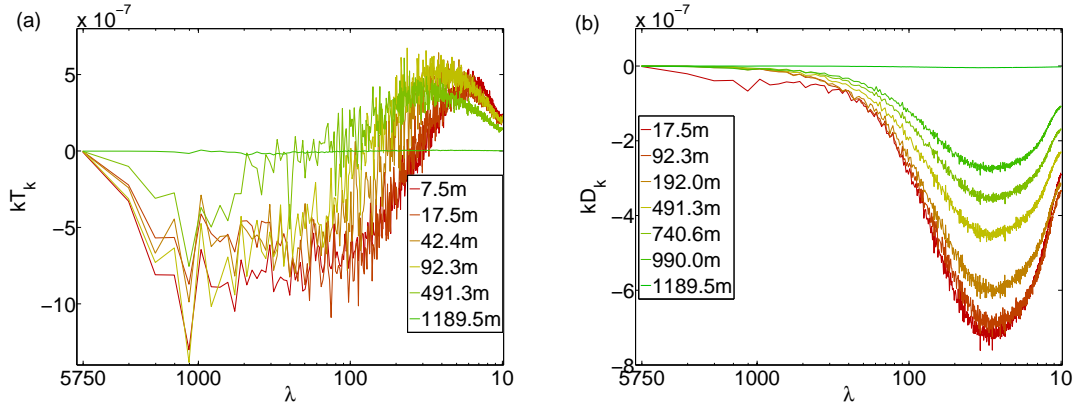 (a)
x 10⁻⁷
kT_k
5
0
−5
−10
5750
1000
100
10
λ
7.5m
17.5m
42.4m
92.3m
491.3m
1189.5m
(b)
x 10⁻⁷
kD_k
0
−2
−4
−6
−8
5750
1000
100
10
λ
17.5m
92.3m
192.0m
491.3m
740.6m
990.0m
1189.5m